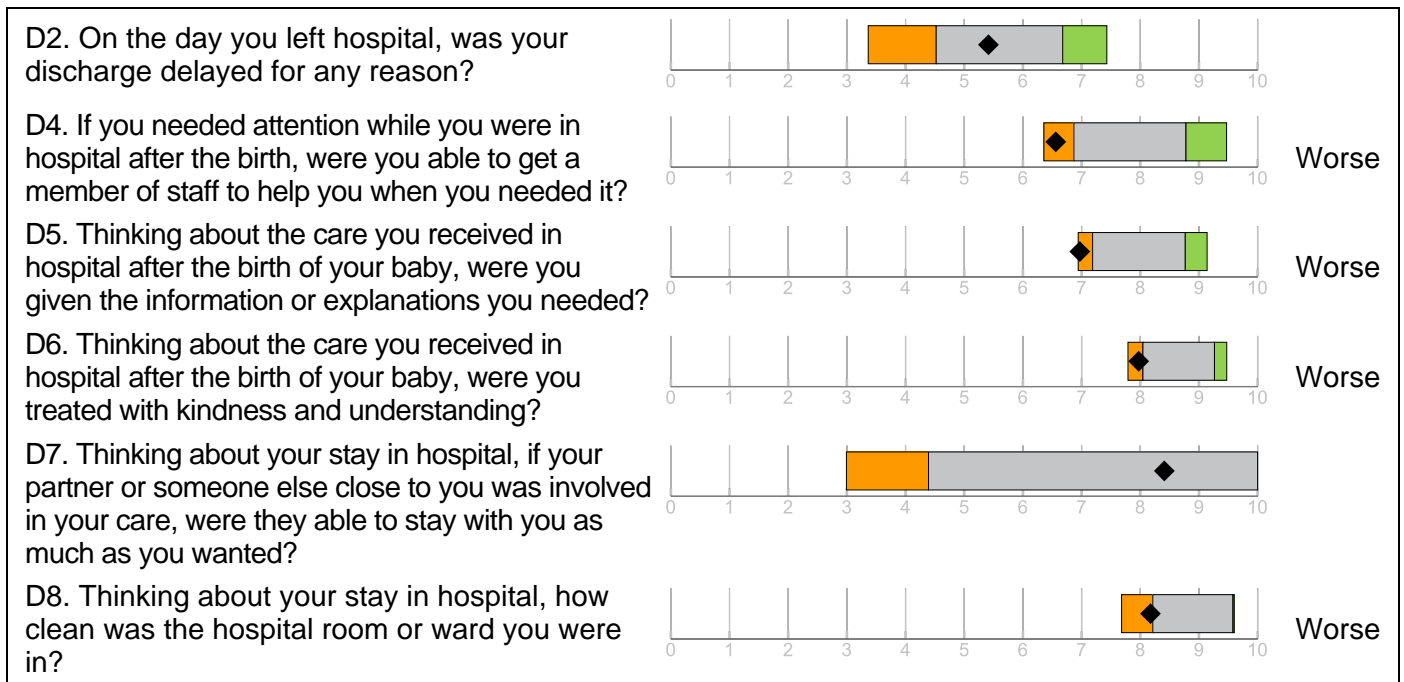 D2. On the day you left hospital, was your
discharge delayed for any reason?
0 1 2 3 4 5 6 7 8 9 10
D4. If you needed attention while you were in
hospital after the birth, were you able to get a
member of staff to help you when you needed it?
0 1 2 3 4 5 6 7 8 9 10
Worse
D5. Thinking about the care you received in
hospital after the birth of your baby, were you
given the information or explanations you needed?
0 1 2 3 4 5 6 7 8 9 10
Worse
D6. Thinking about the care you received in
hospital after the birth of your baby, were you
treated with kindness and understanding?
0 1 2 3 4 5 6 7 8 9 10
Worse
D7. Thinking about your stay in hospital, if your
partner or someone else close to you was involved
in your care, were they able to stay with you as
much as you wanted?
0 1 2 3 4 5 6 7 8 9 10
D8. Thinking about your stay in hospital, how
clean was the hospital room or ward you were
in?
0 1 2 3 4 5 6 7 8 9 10
Worse